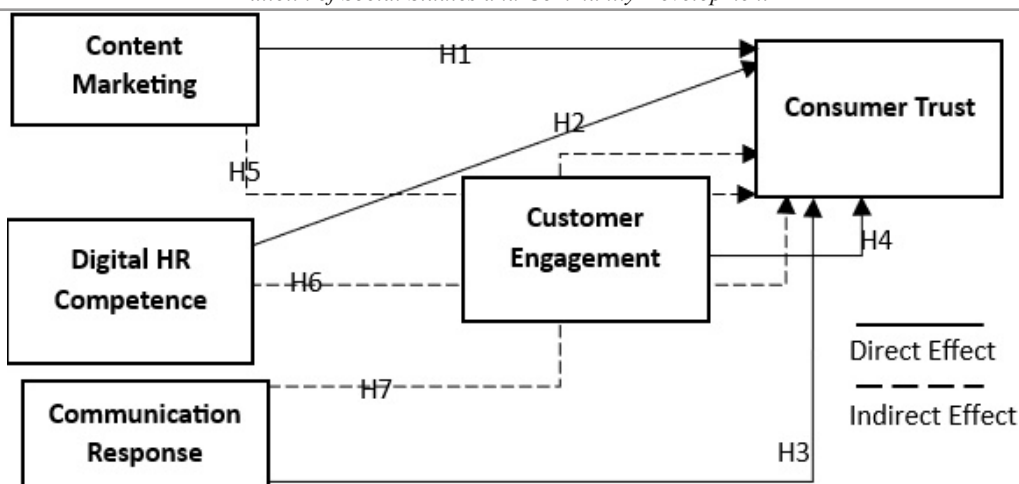 Content
Marketing
H1
Consumer Trust
H2
H5
Customer
Engagement
H4
Digital HR
Competence
H6
Direct Effect
H7
Indirect Effect
Communication
Response
H3